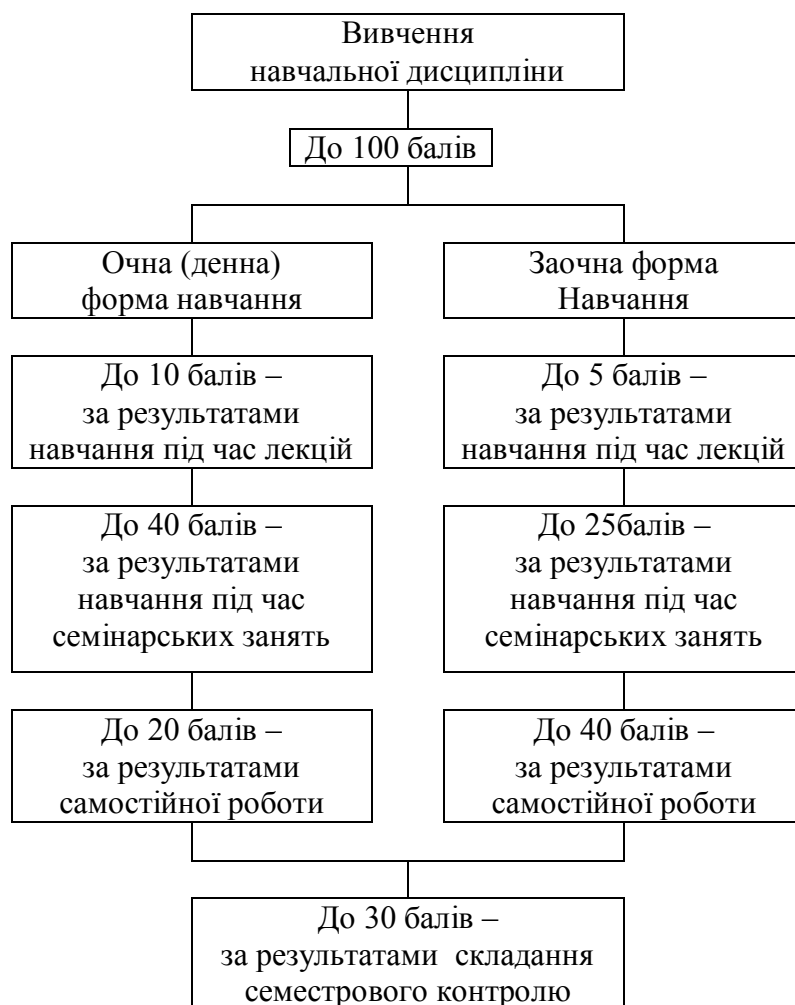 Вивчення
навчальної дисципліни
До 100 балів
Очна (денна)
форма навчання
Заочна форма
Навчання
До 10 балів –
за результатами
навчання під час лекцій
До 5 балів –
за результатами
навчання під час лекцій
До 40 балів –
за результатами
навчання під час
семінарських занять
До 25балів –
за результатами
навчання під час
семінарських занять
До 20 балів –
за результатами
самостійної роботи
До 40 балів –
за результатами
самостійної роботи
До 30 балів –
за результатами складання
семестрового контролю